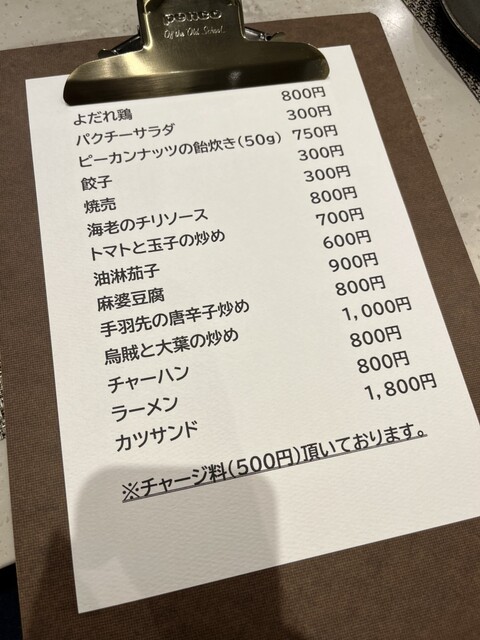 penco
Of the Old School.
よだれ鶏 800円
パクチーサラダ 300円
ピーカンナッツの飴炊き(50g) 750円
餃子 300円
焼売 300円
海老のチリソース 800円
トマトと玉子の炒め 700円
油淋茄子 600円
麻婆豆腐 900円
手羽先の唐辛子炒め 800円
烏賊と大葉の炒め 1,000円
チャーハン 800円
ラーメン 800円
カツサンド 1,800円
※チャージ料(500円)頂いております。